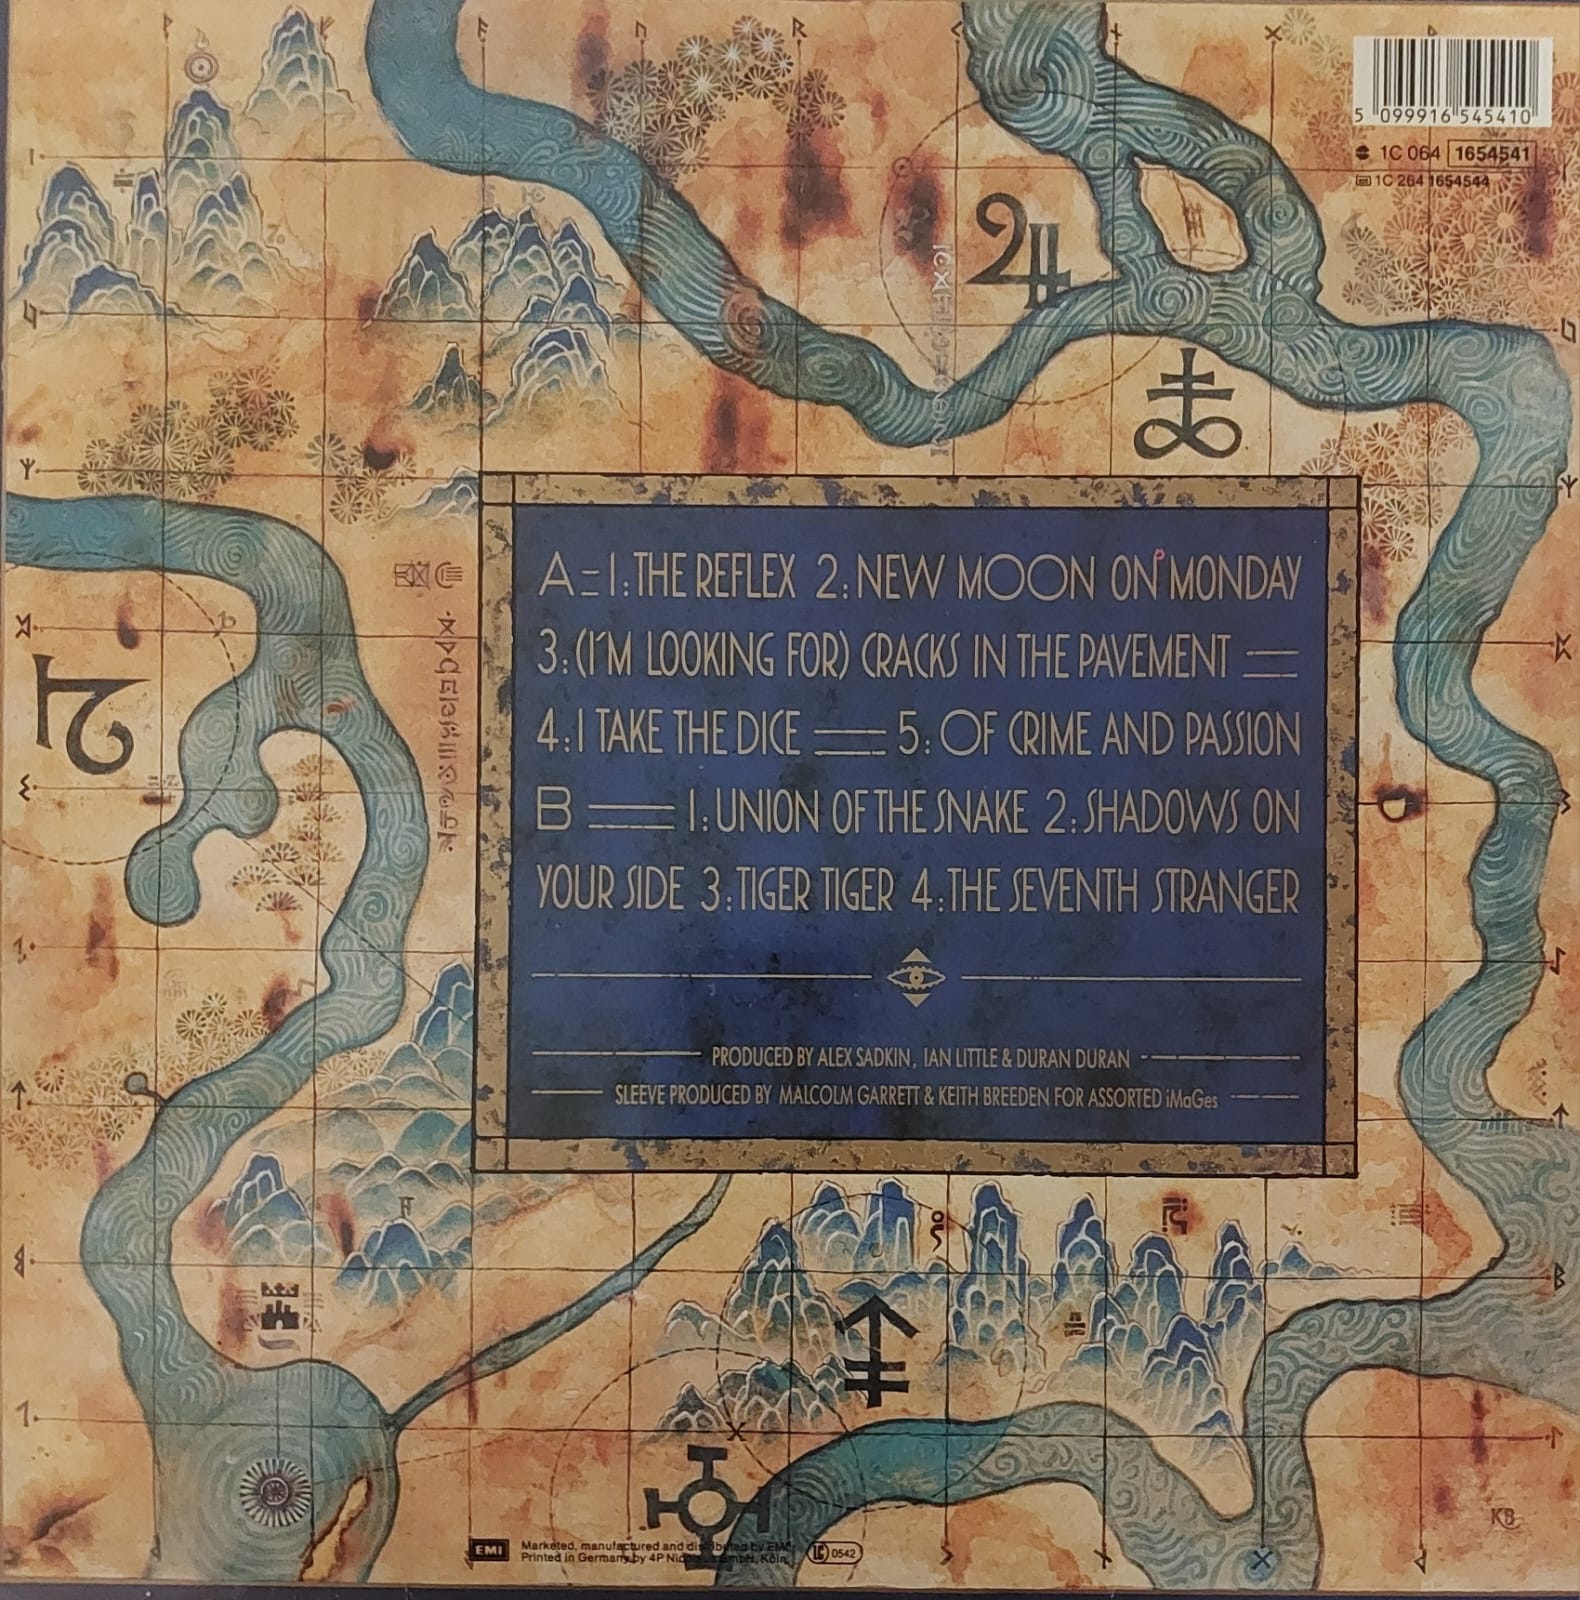 5 099916 545410
1C 064 1654541
1C 264 1654544
A = 1: THE REFLEX 2: NEW MOON ON MONDAY
3: (I'M LOOKING FOR) CRACKS IN THE PAVEMENT
4: I TAKE THE DICE 5: OF CRIME AND PASSION
B 1: UNION OF THE SNAKE 2: SHADOWS ON
YOUR SIDE 3: TIGER TIGER 4: THE SEVENTH STRANGER
PRODUCED BY ALEX SADKIN, IAN LITTLE & DURAN DURAN
SLEEVE PRODUCED BY MALCOLM GARRETT & KEITH BREEDEN FOR ASSORTED iMaGes
KB
EMI Marketed, manufactured and distributed by EMI
Printed in Germany by 4P GmbH, Köln
LC 0542